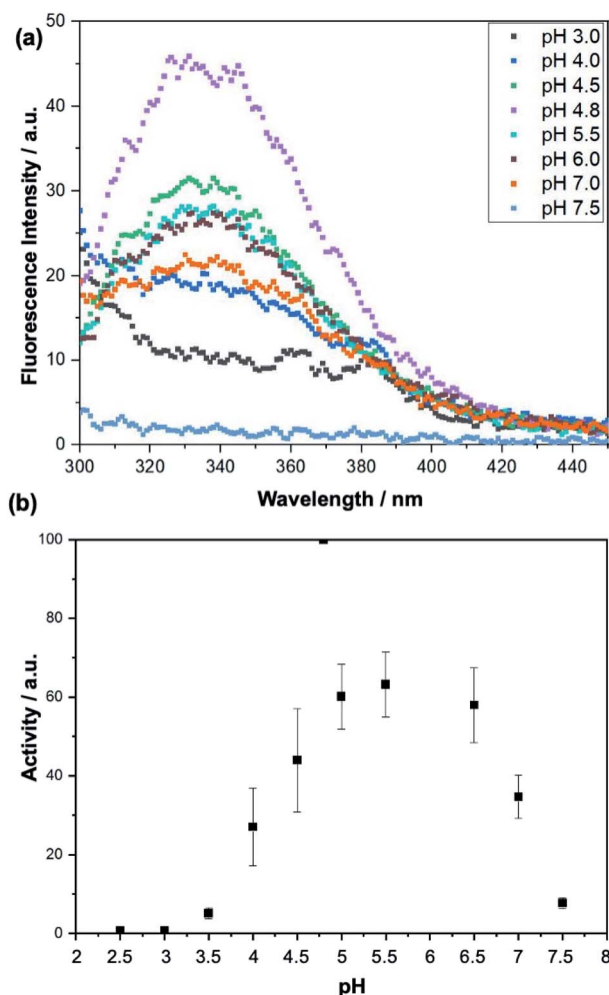 (a)
50
40
30
20
10
0
Fluorescence Intensity / a.u.
pH 3.0
pH 4.0
pH 4.5
pH 4.8
pH 5.5
pH 6.0
pH 7.0
pH 7.5
300 320 340 360 380 400 420 440
Wavelength / nm
(b)
100
80
60
40
20
0
Activity / a.u.
2 2.5 3 3.5 4 4.5 5 5.5 6 6.5 7 7.5 8
pH